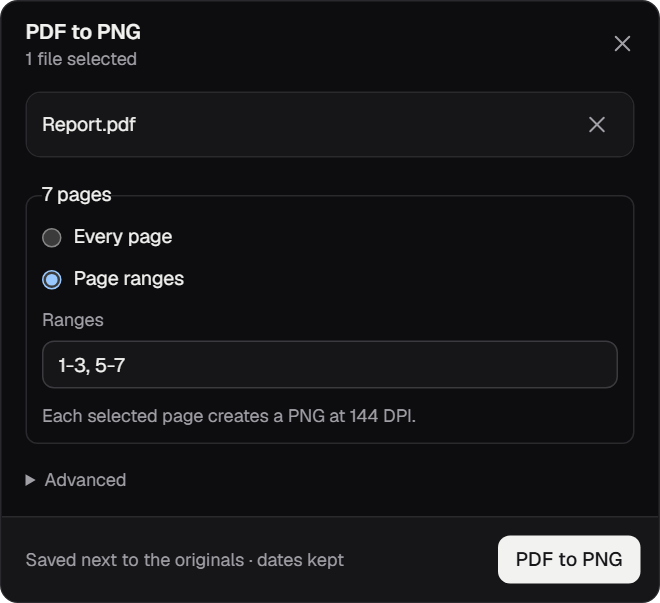 PDF to PNG
1 file selected
Report.pdf
7 pages
Every page
Page ranges
Ranges
1-3, 5-7
Each selected page creates a PNG at 144 DPI.
Advanced
Saved next to the originals · dates kept
PDF to PNG